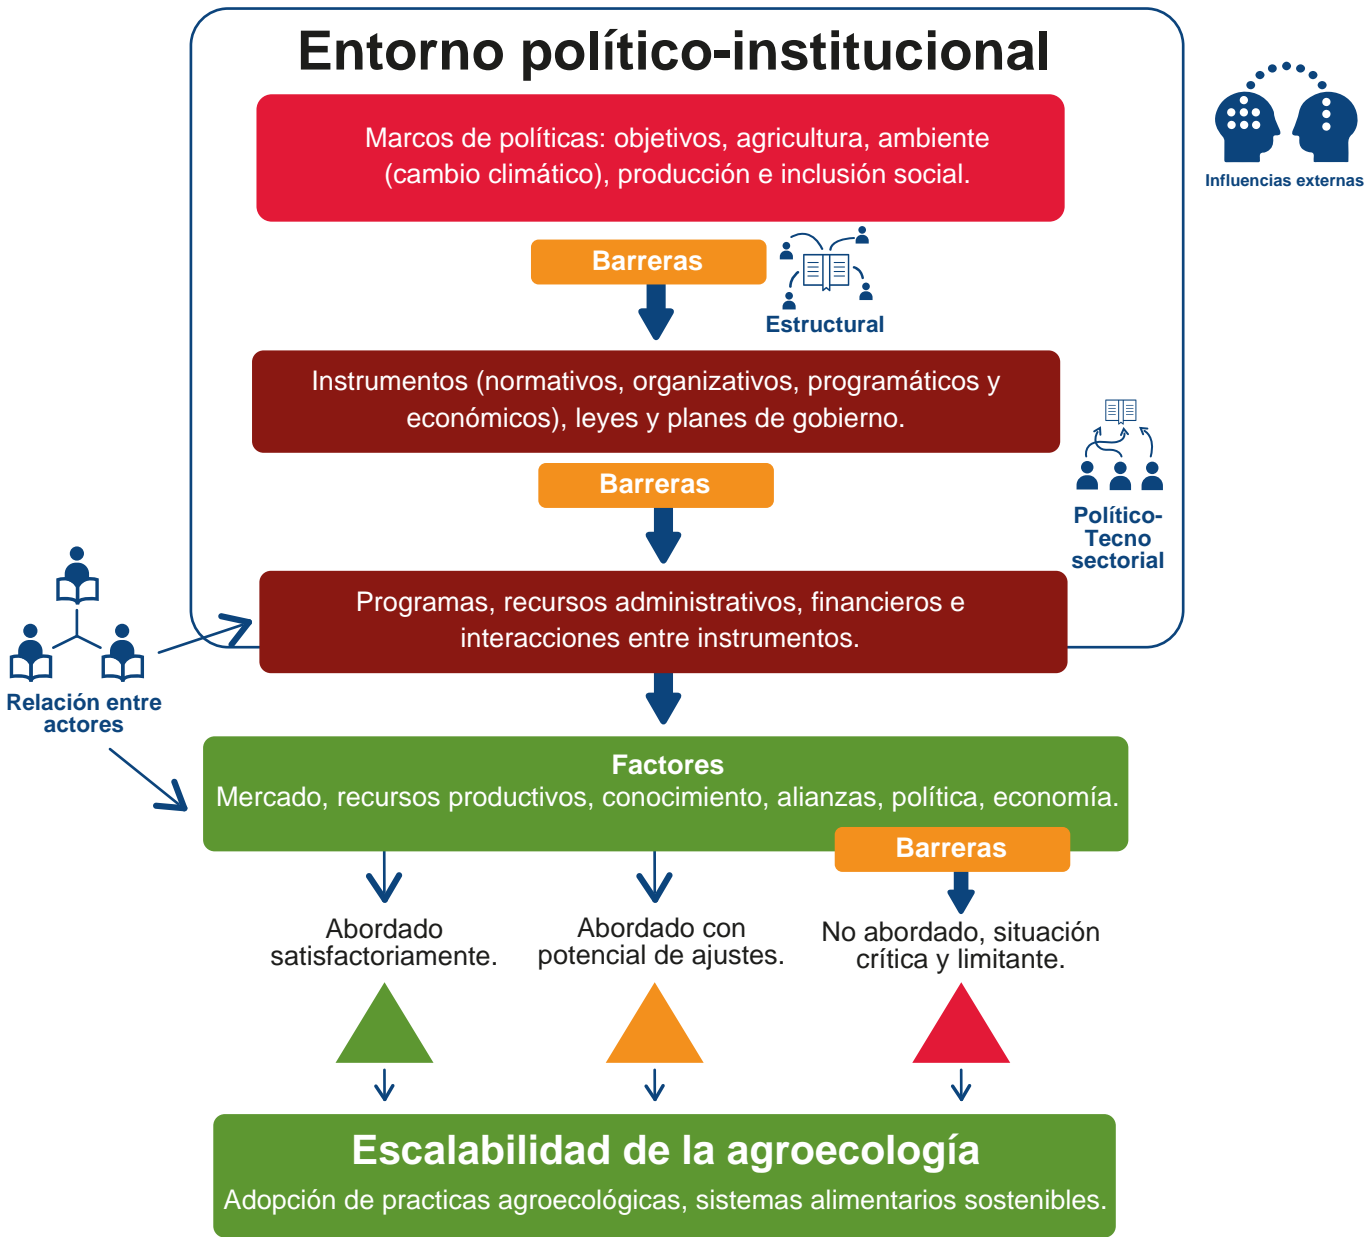 Entorno político-institucional
Marcos de políticas: objetivos, agricultura, ambiente
(cambio climático), producción e inclusión social.
Influencias externas
Barreras
Estructural
Instrumentos (normativos, organizativos, programáticos y
económicos), leyes y planes de gobierno.
Barreras
Político-
Tecno
sectorial
Programas, recursos administrativos, financieros e
interacciones entre instrumentos.
Relación entre
actores
Factores
Mercado, recursos productivos, conocimiento, alianzas, política, economía.
Barreras
Abordado
satisfactoriamente.
Abordado con
potencial de ajustes.
No abordado, situación
crítica y limitante.
Escalabilidad de la agroecología
Adopción de practicas agroecológicas, sistemas alimentarios sostenibles.